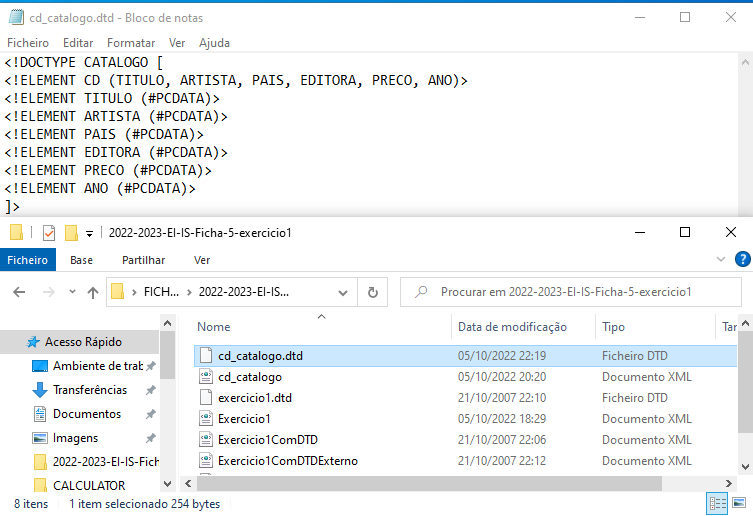 cd_catalogo.dtd - Bloco de notas
Ficheiro Editar Formatar Ver Ajuda
<!DOCTYPE CATALOGO [
<!ELEMENT CD (TITULO, ARTISTA, PAIS, EDITORA, PRECO, ANO)>
<!ELEMENT TITULO (#PCDATA)>
<!ELEMENT ARTISTA (#PCDATA)>
<!ELEMENT PAIS (#PCDATA)>
<!ELEMENT EDITORA (#PCDATA)>
<!ELEMENT PRECO (#PCDATA)>
<!ELEMENT ANO (#PCDATA)>
]>
2022-2023-EI-IS-Ficha-5-exercicio1
Ficheiro Base Partilhar Ver
FICH... 2022-2023-EI-IS... Procurar em 2022-2023-EI-IS-Ficha-5-exercicio1
Nome Data de modificação Tipo Tar
Acesso Rápido
Ambiente de trab
Transferências
Documentos
Imagens
2022-2023-EI-IS-Fich
CALCULATOR
cd_catalogo.dtd 05/10/2022 22:19 Ficheiro DTD
cd_catalogo 05/10/2022 20:20 Documento XML
exercicio1.dtd 21/10/2007 22:10 Ficheiro DTD
Exercicio1 05/10/2022 18:29 Documento XML
Exercicio1ComDTD 21/10/2007 22:06 Documento XML
Exercicio1ComDTDExterno 21/10/2007 22:12 Documento XML
8 itens 1 item selecionado 254 bytes